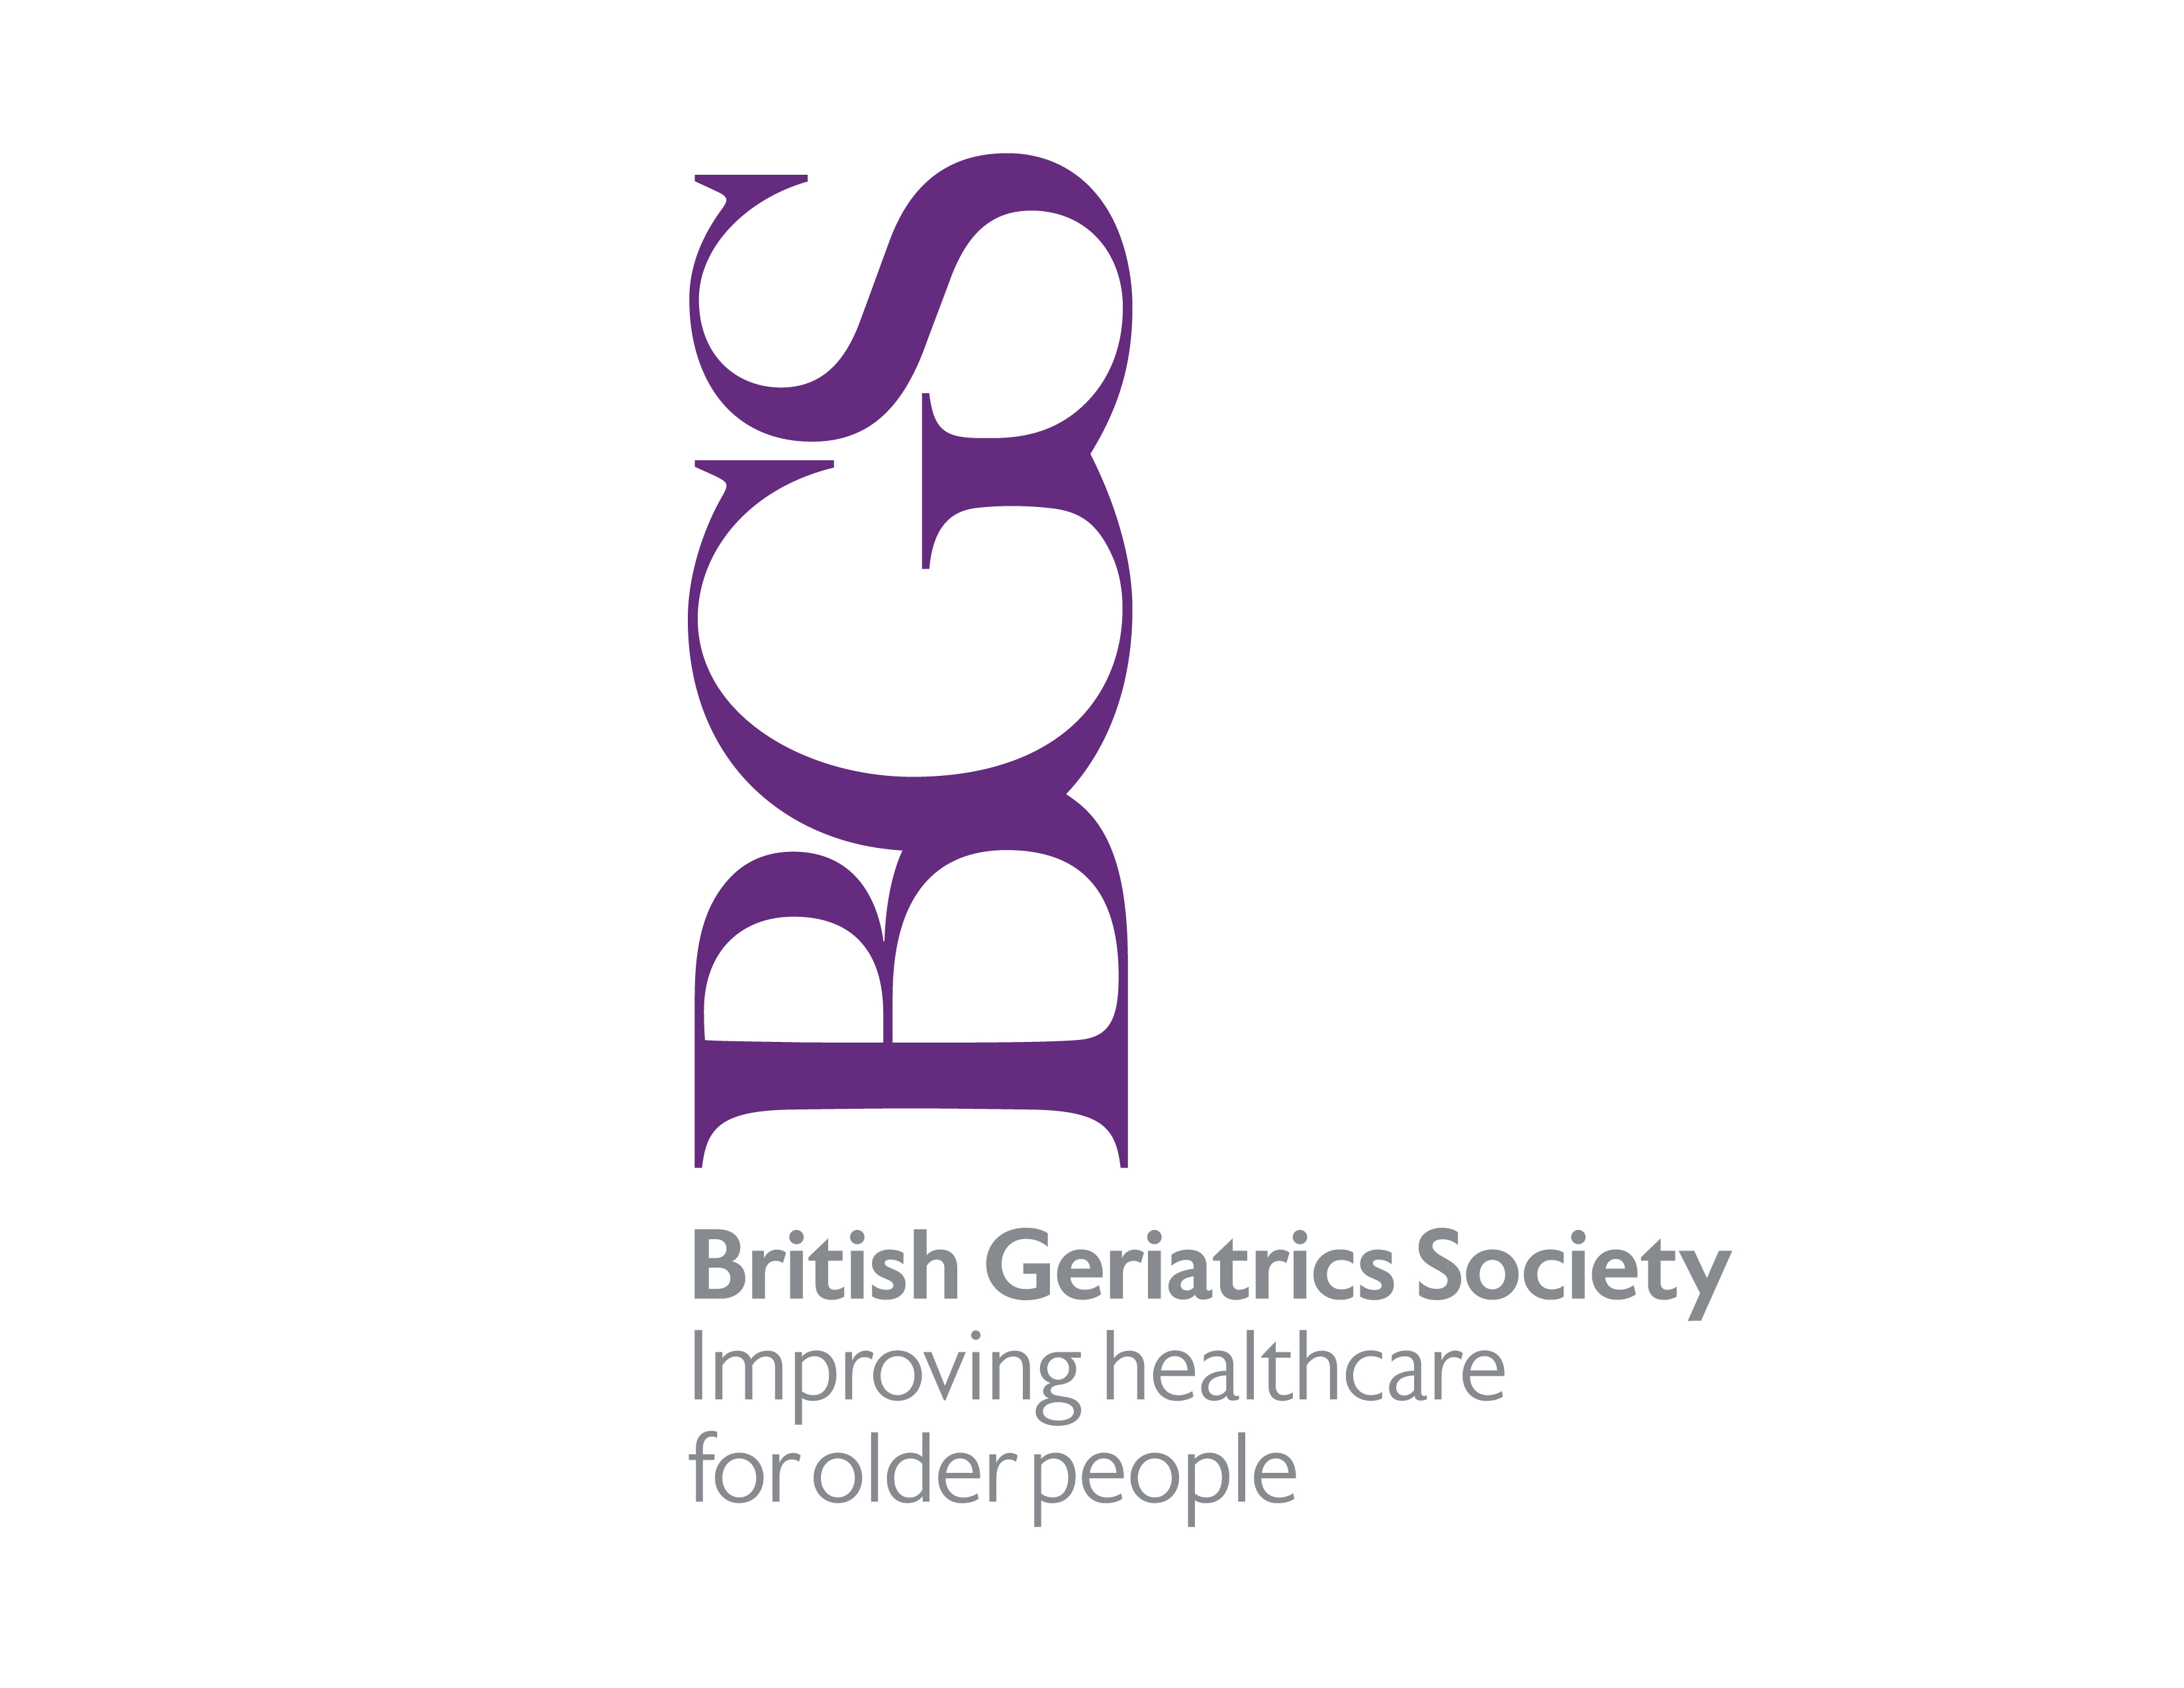 BGS
British Geriatrics Society
Improving healthcare
for older people